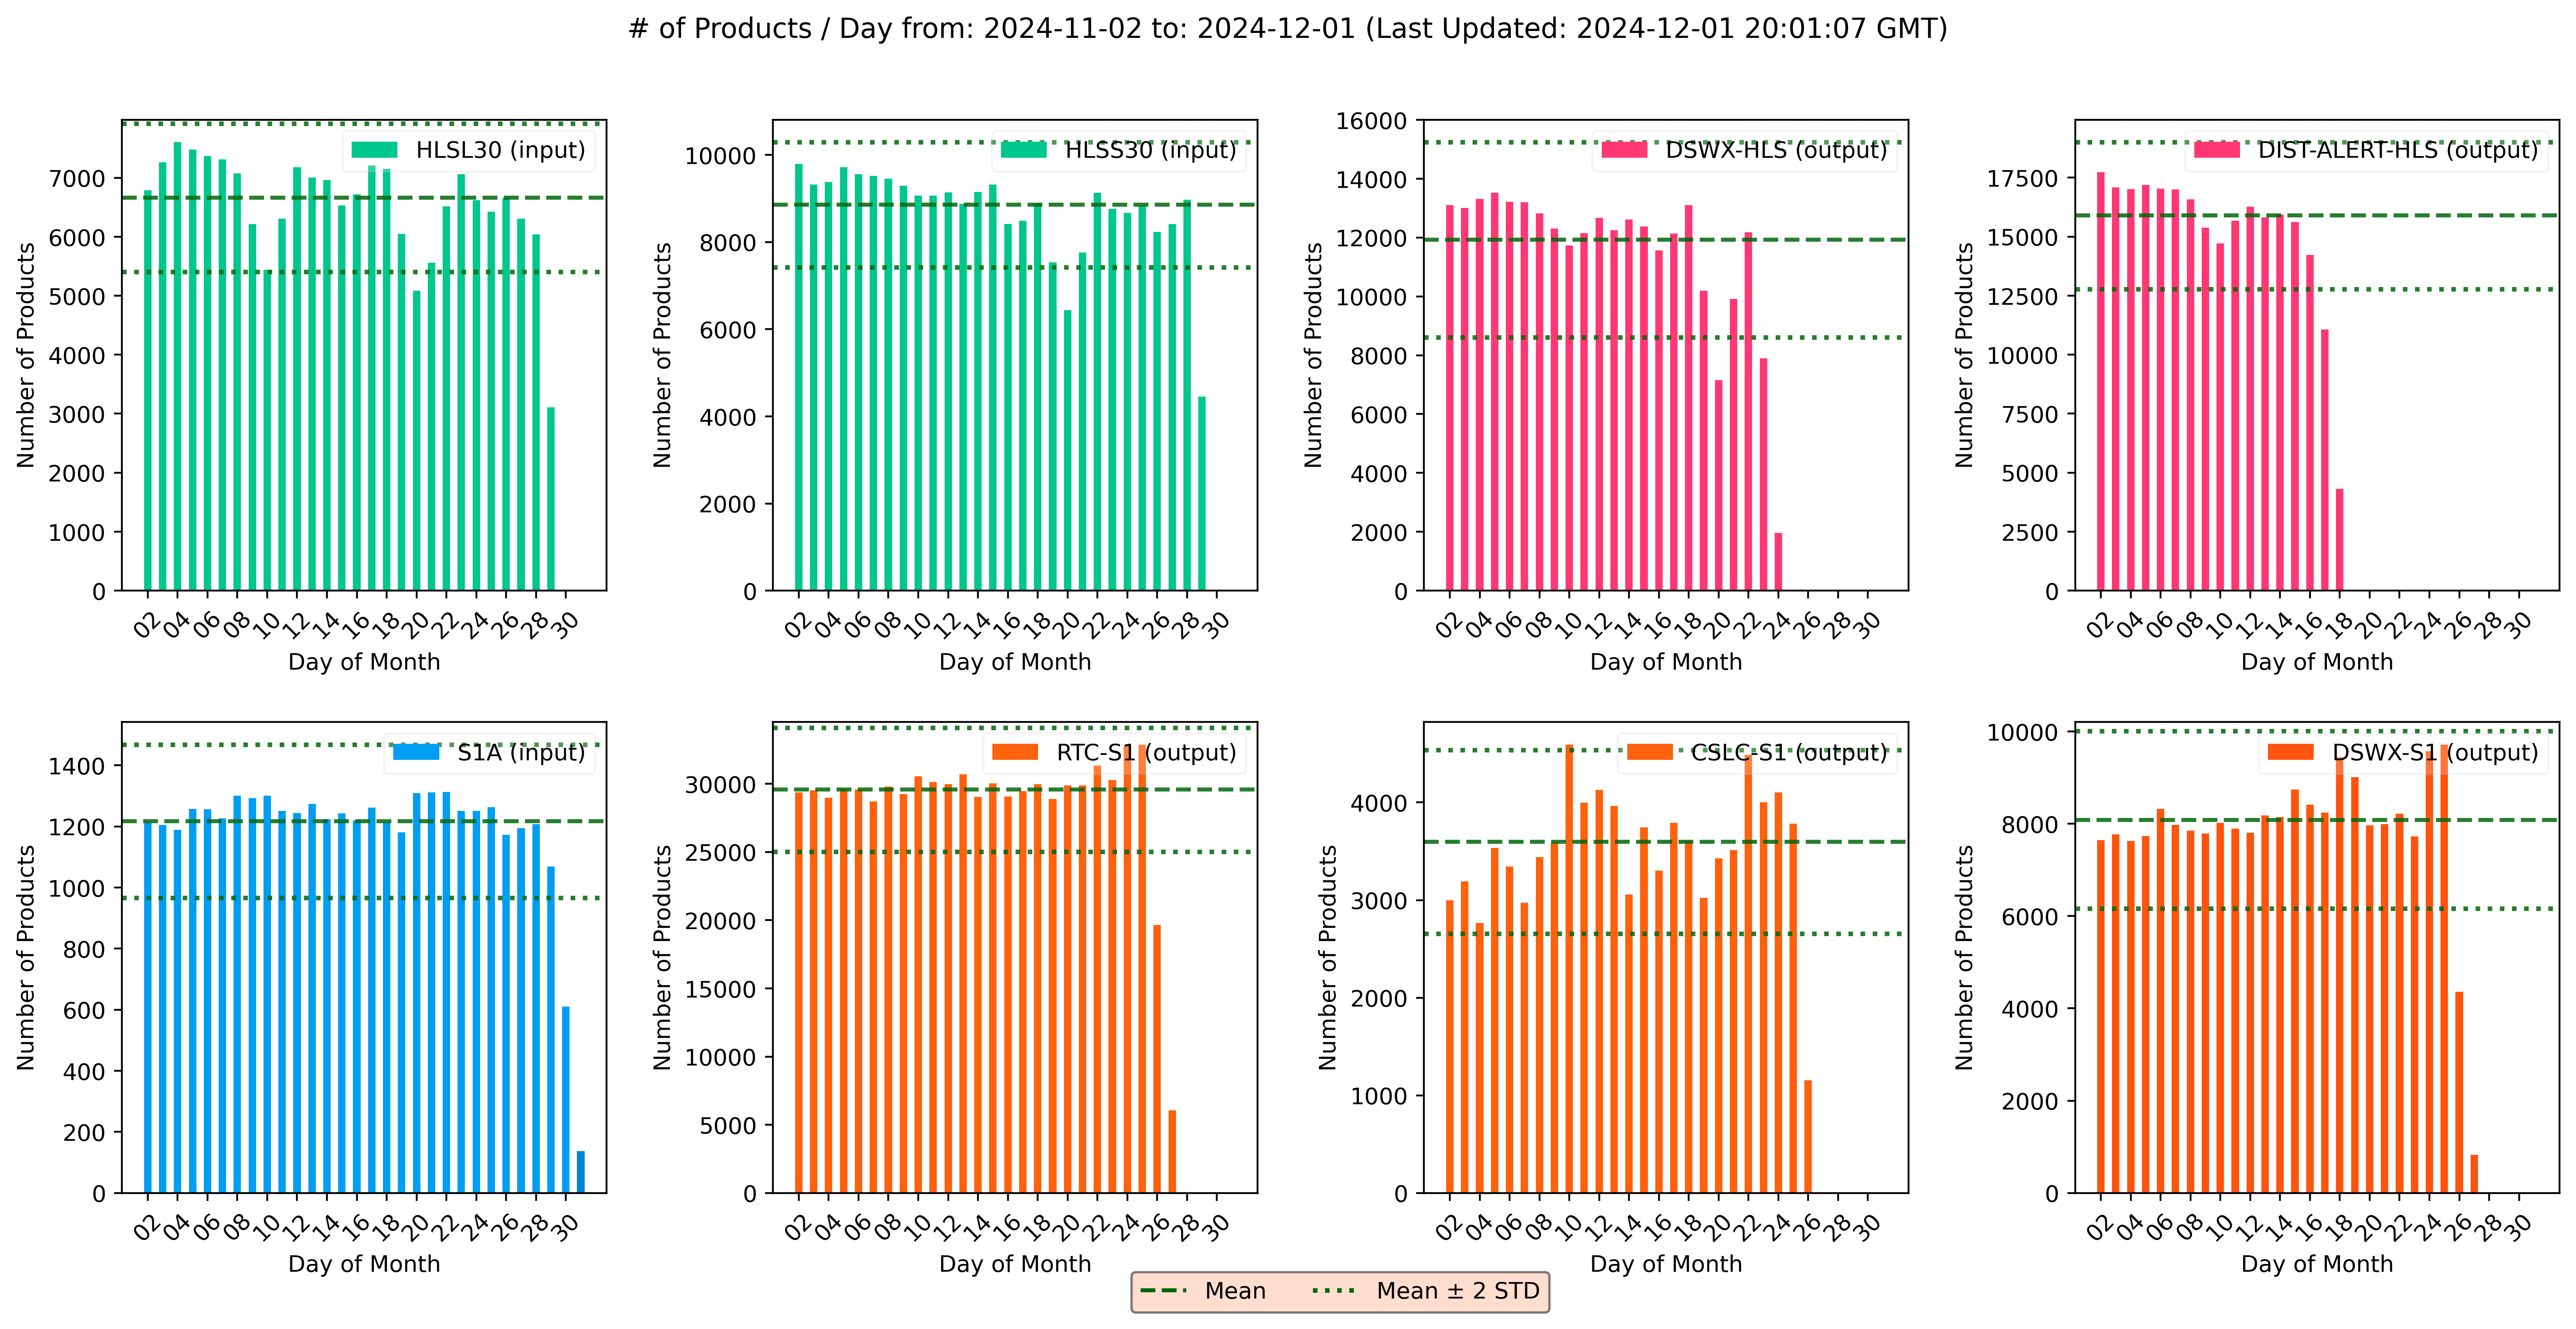 # of Products / Day from: 2024-11-02 to: 2024-12-01 (Last Updated: 2024-12-01 20:01:07 GMT)
HLSL30 (input)
Number of Products
7000
6000
5000
4000
3000
2000
1000
0
02 04 06 08 10 12 14 16 18 20 22 24 26 28 30
Day of Month
HLSS30 (input)
Number of Products
10000
8000
6000
4000
2000
0
02 04 06 08 10 12 14 16 18 20 22 24 26 28 30
Day of Month
DSWX-HLS (output)
Number of Products
16000
14000
12000
10000
8000
6000
4000
2000
0
02 04 06 08 10 12 14 16 18 20 22 24 26 28 30
Day of Month
DIST-ALERT-HLS (output)
Number of Products
17500
15000
12500
10000
7500
5000
2500
0
02 04 06 08 10 12 14 16 18 20 22 24 26 28 30
Day of Month
S1A (input)
Number of Products
1400
1200
1000
800
600
400
200
0
02 04 06 08 10 12 14 16 18 20 22 24 26 28 30
Day of Month
RTC-S1 (output)
Number of Products
30000
25000
20000
15000
10000
5000
0
02 04 06 08 10 12 14 16 18 20 22 24 26 28 30
Day of Month
CSLC-S1 (output)
Number of Products
4000
3000
2000
1000
0
02 04 06 08 10 12 14 16 18 20 22 24 26 28 30
Day of Month
DSWX-S1 (output)
Number of Products
10000
8000
6000
4000
2000
0
02 04 06 08 10 12 14 16 18 20 22 24 26 28 30
Day of Month
Mean
Mean ± 2 STD